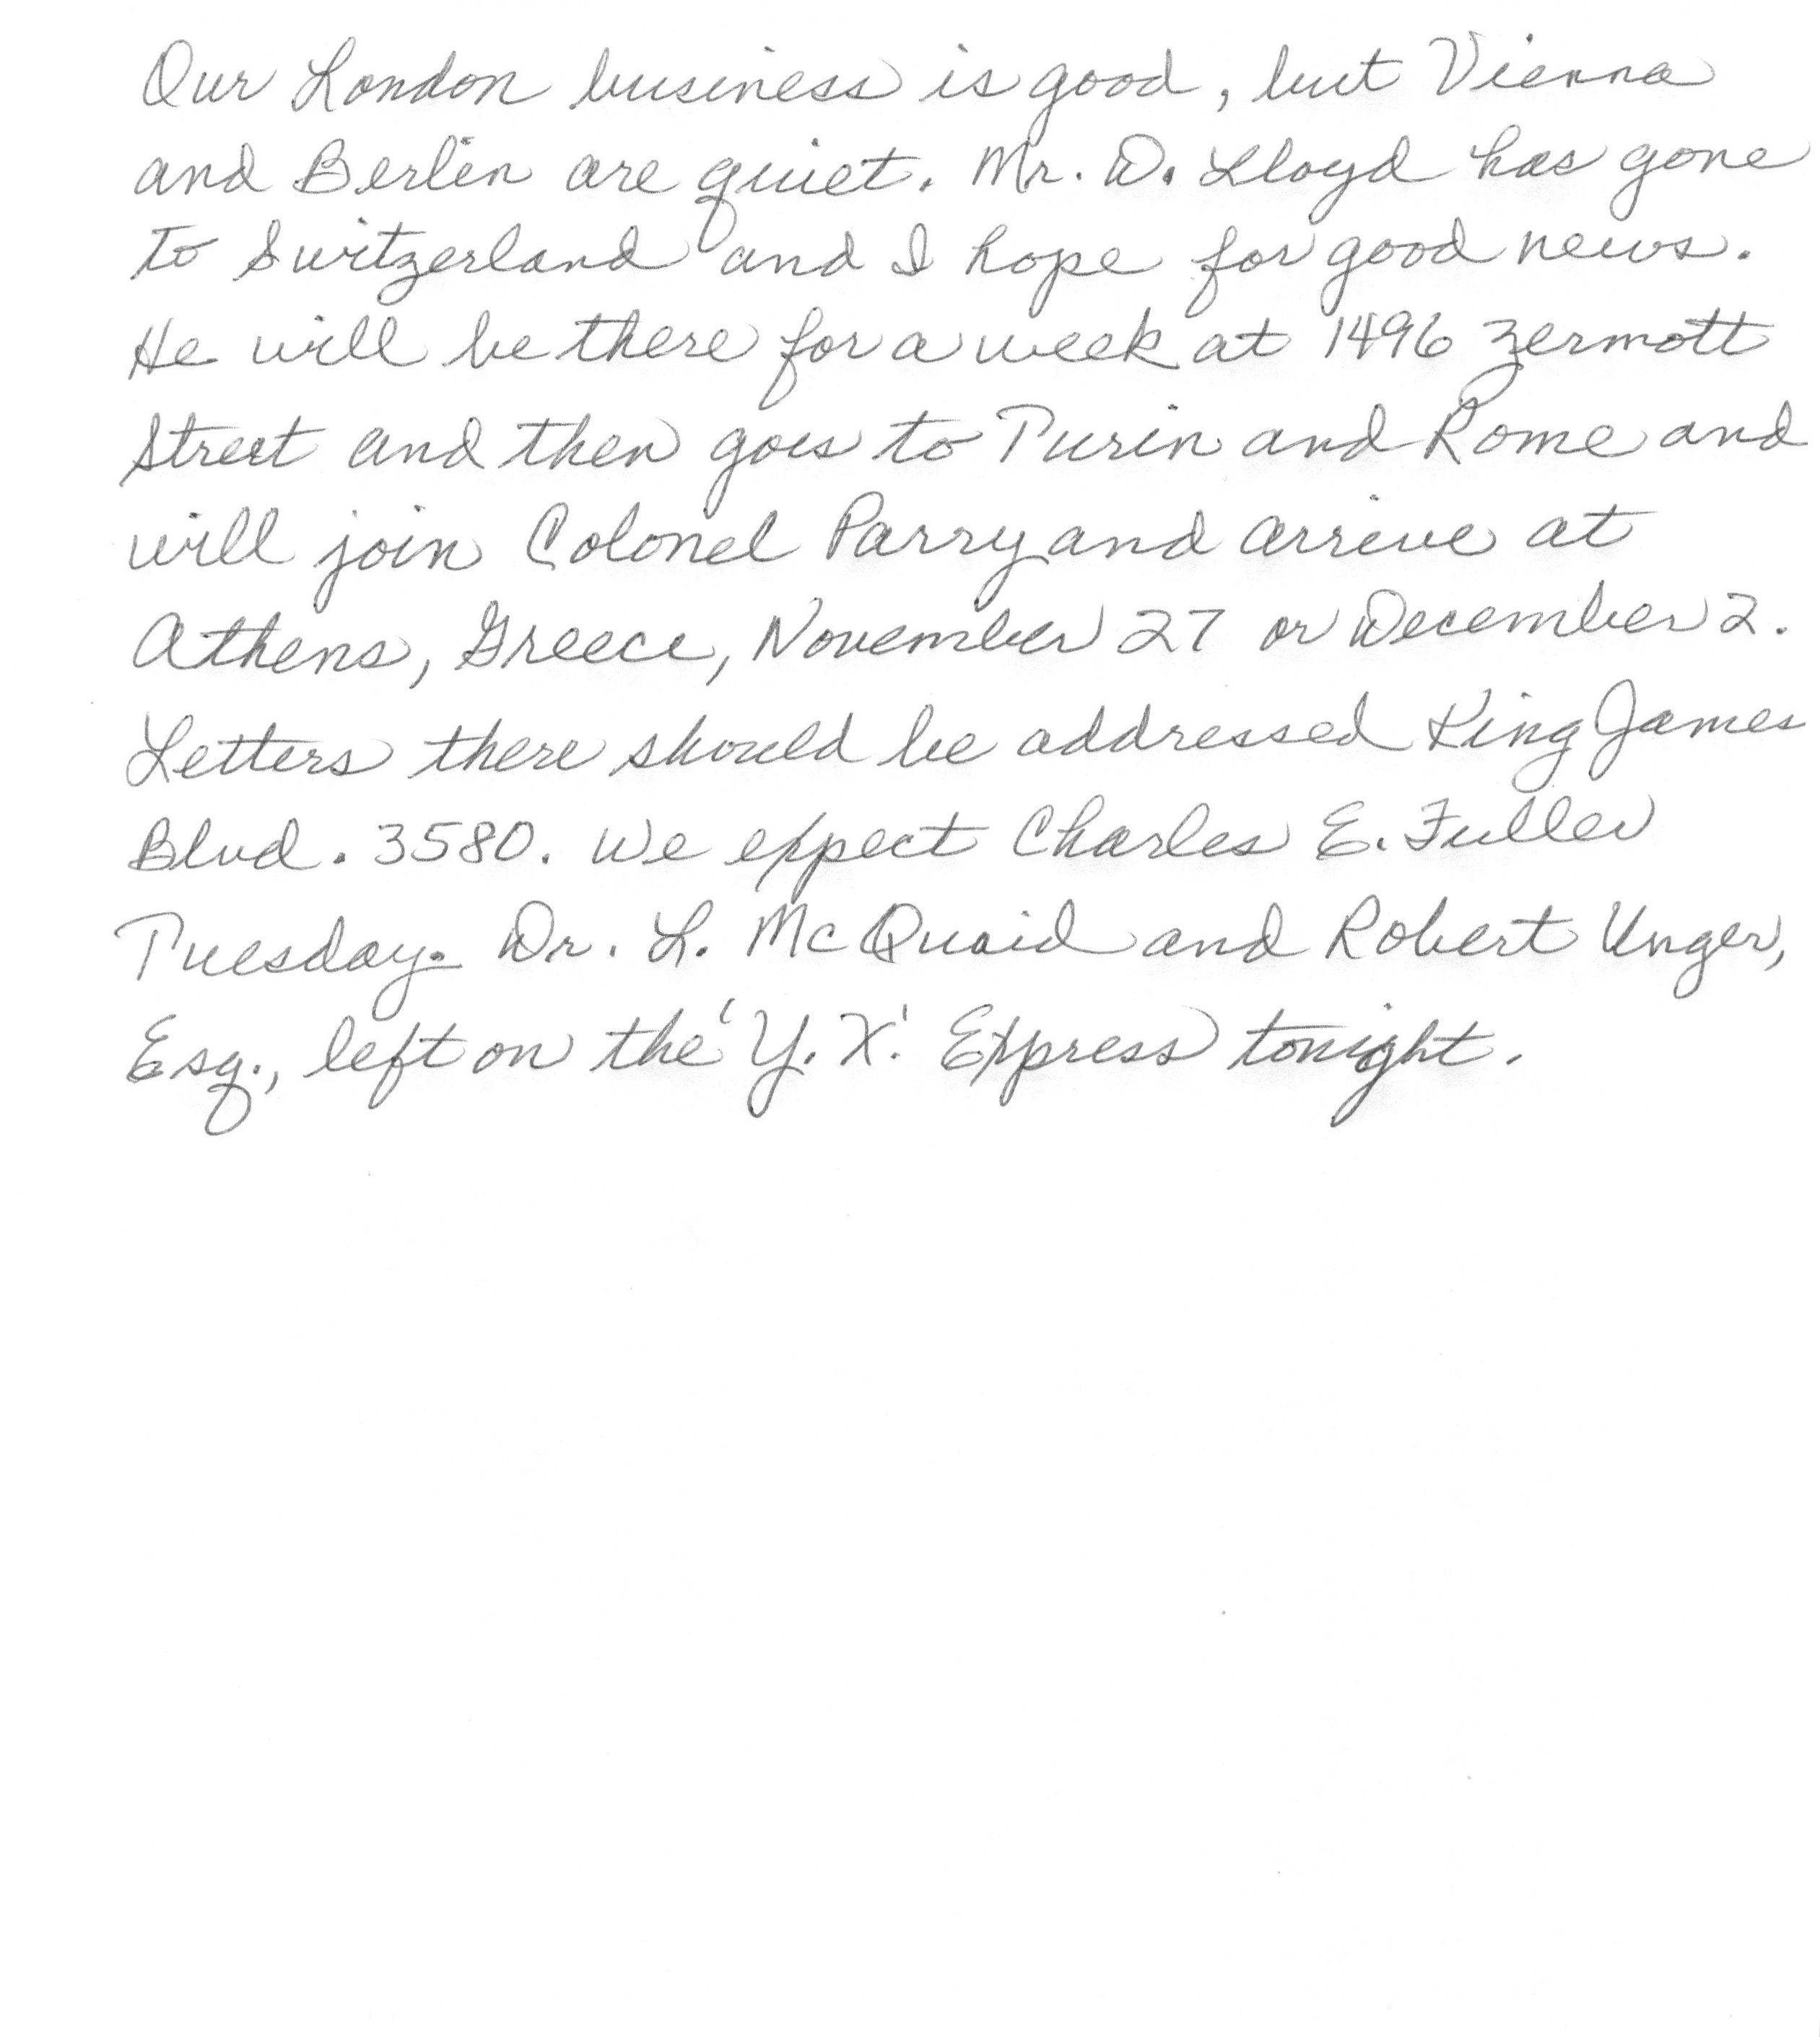 Our London business is good, but Vienna
and Berlin are quiet. Mr. D. Lloyd has gone
to Switzerland and I hope for good news.
He will be there for a week at 1496 Zermott
Street and then goes to Turin and Rome and
will join Colonel Parry and arrive at
Athens, Greece, November 27 or December 2.
Letters there should be addressed King James
Blvd. 3580. We expect Charles E. Fuller
Tuesday. Dr. L. McQuaid and Robert Unger,
Esq., left on the 'Y. X.' Express tonight.